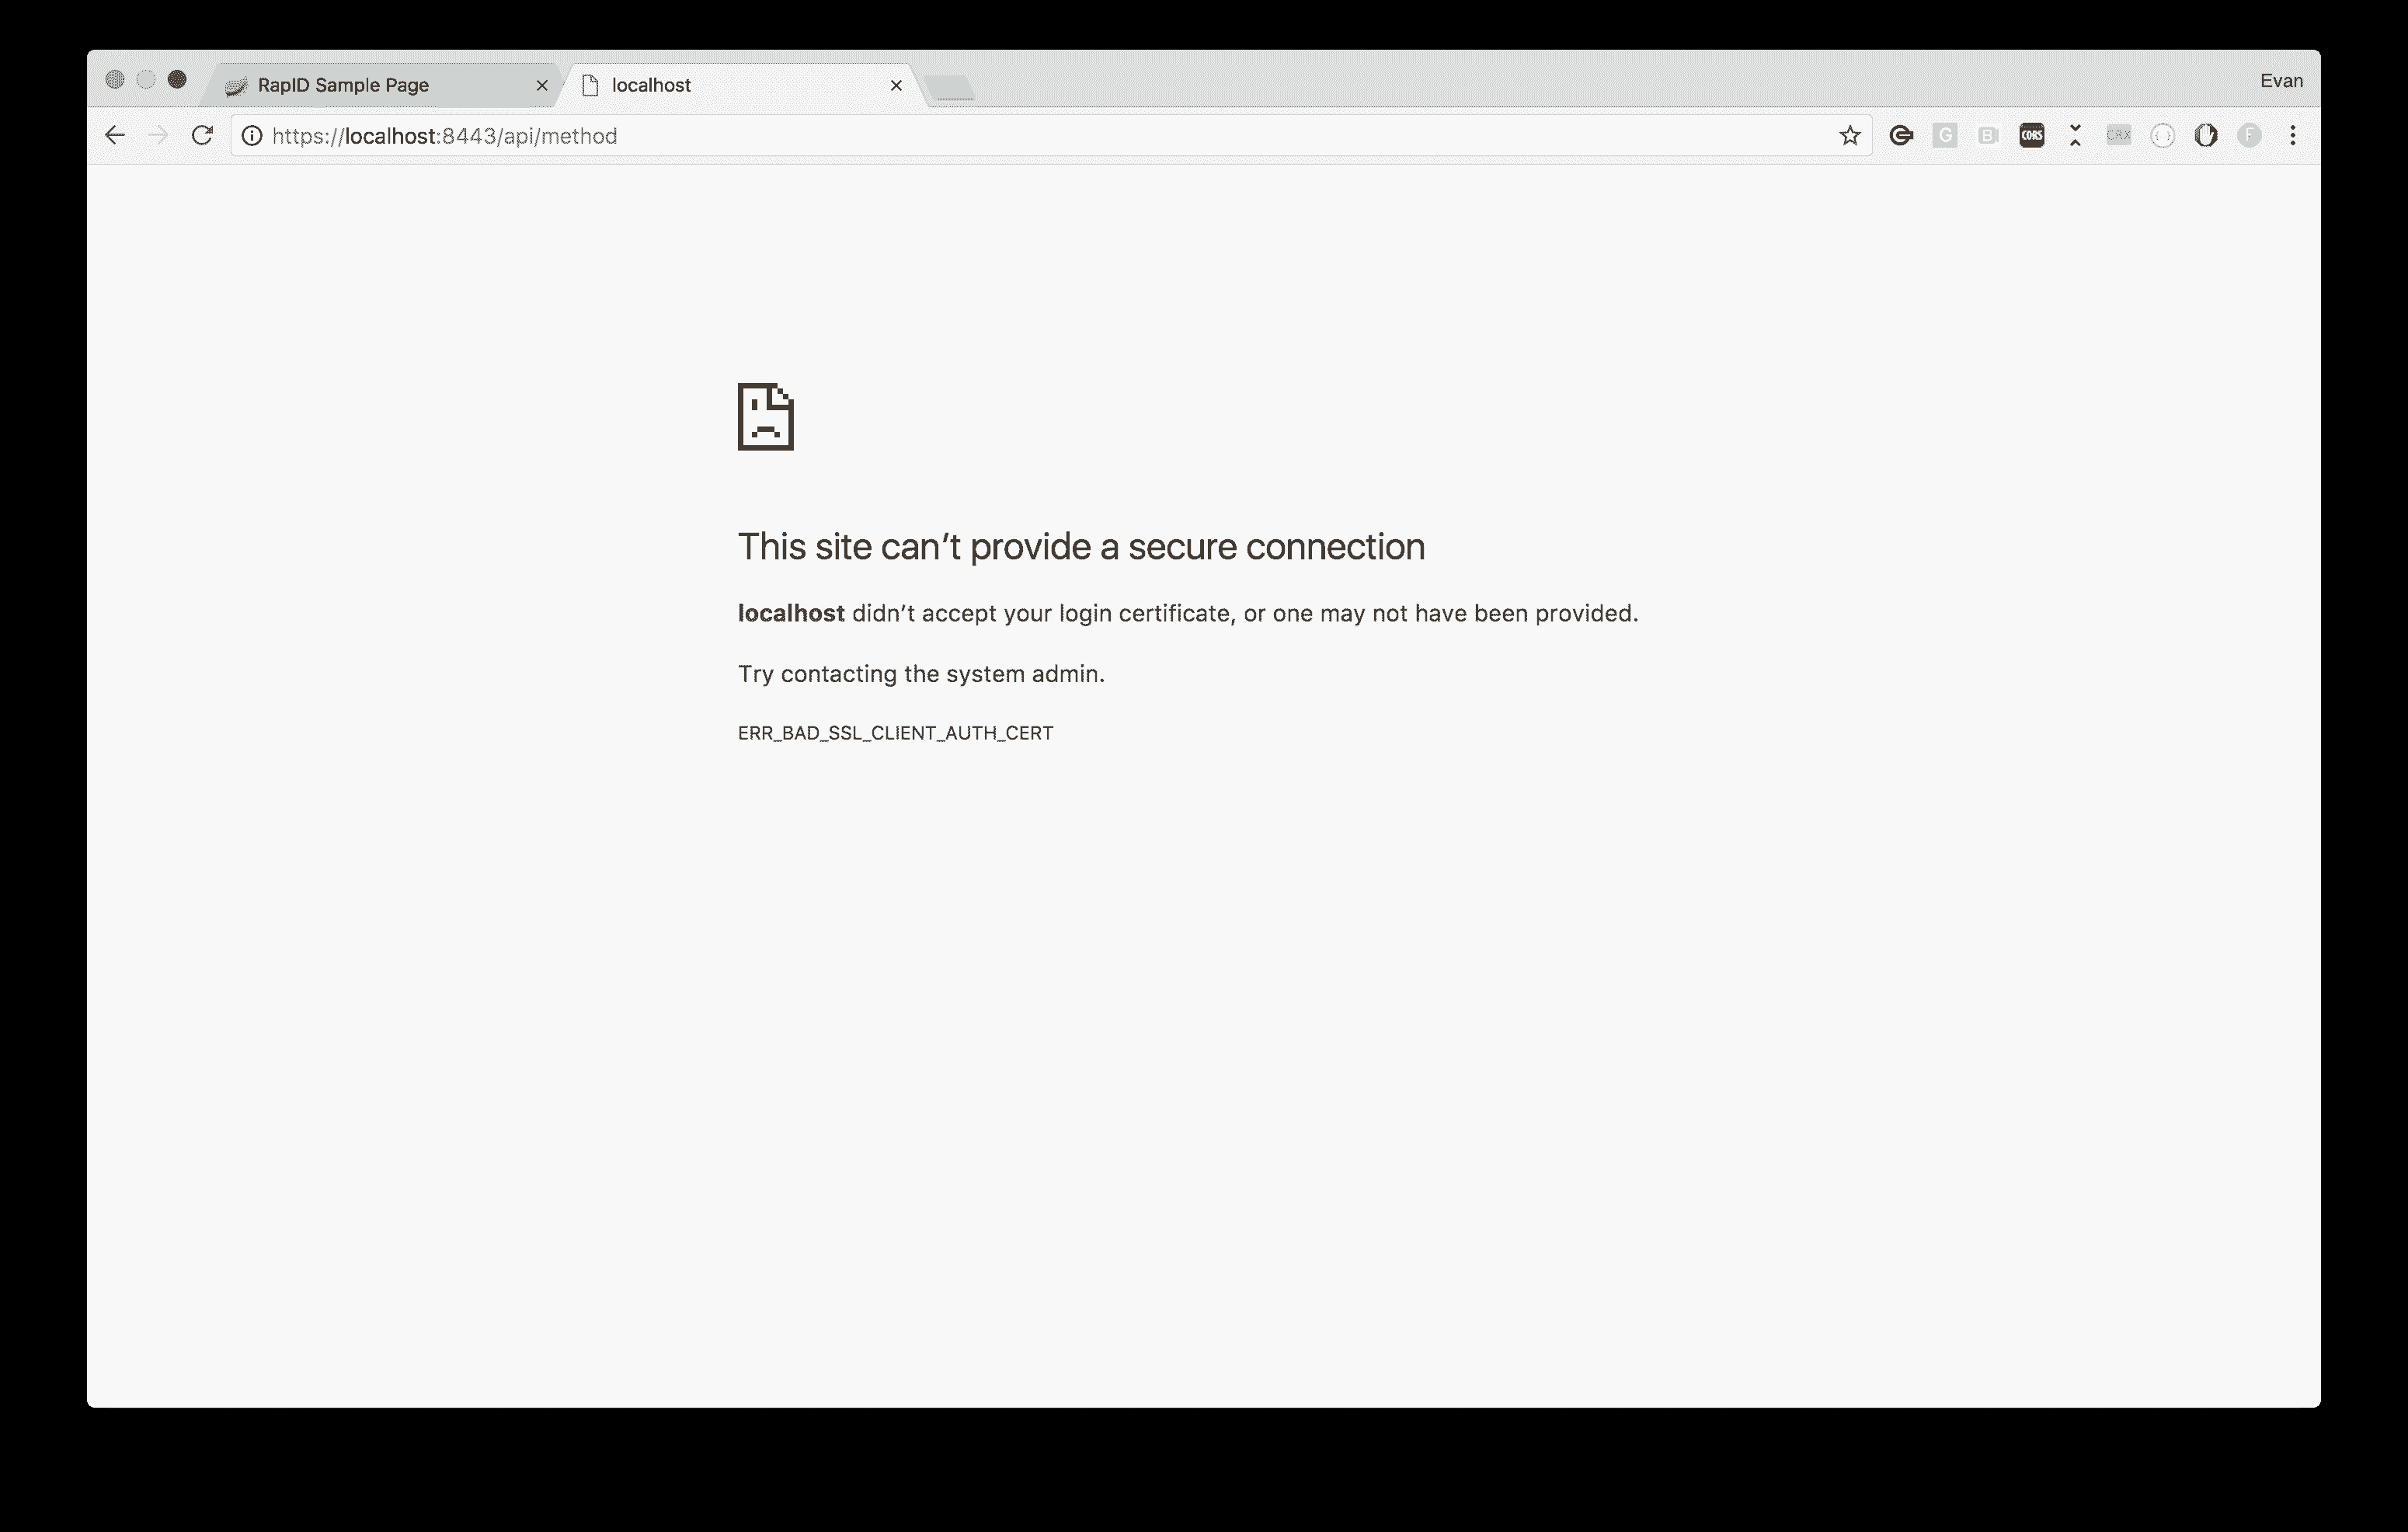 RapID Sample Page
localhost
Evan
https://localhost:8443/api/method
G
B
CORS
CRX
{ }
F
This site can’t provide a secure connection
localhost didn’t accept your login certificate, or one may not have been provided.
Try contacting the system admin.
ERR_BAD_SSL_CLIENT_AUTH_CERT